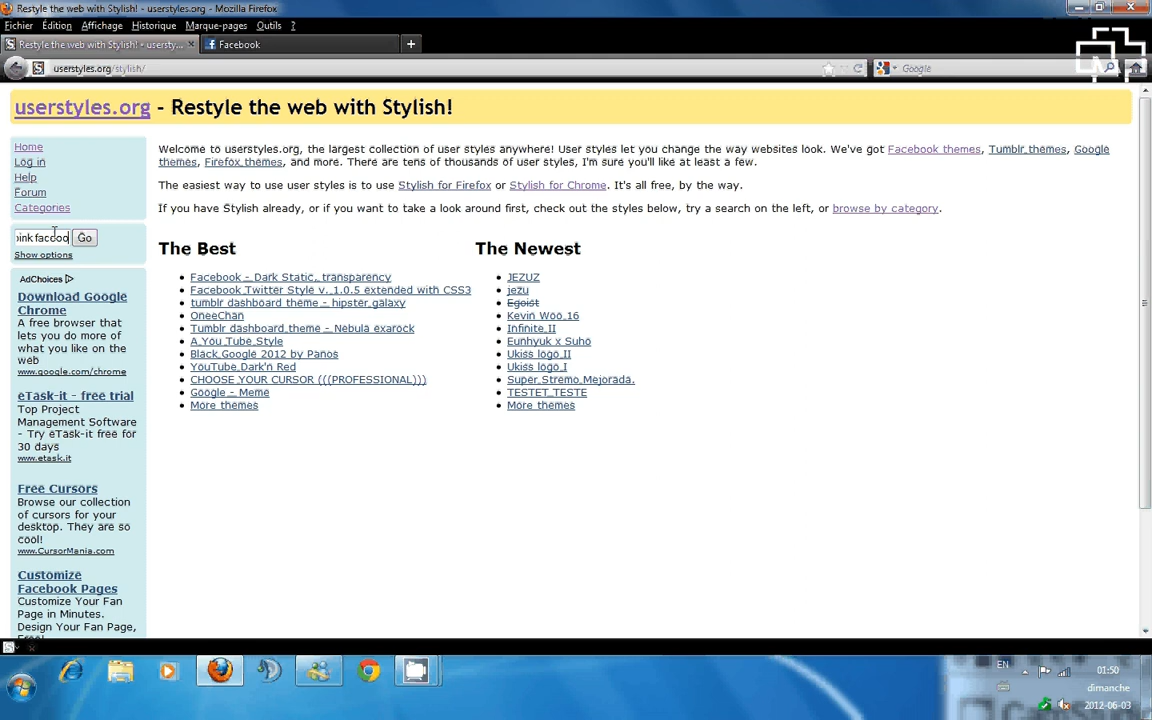 Restyle the web with Stylish! - userstyles.org - Mozilla Firefox
Fichier Édition Affichage Historique Marque-pages Outils ?
Restyle the web with Stylish! - usersty... × Facebook +
userstyles.org/stylish/
Google
userstyles.org - Restyle the web with Stylish!
Home
Log in
Help
Forum
Categories
Go
Show options
AdChoices
Download Google
Chrome
A free browser that
lets you do more of
what you like on the
web
www.google.com/chrome
eTask-it - free trial
Top Project
Management Software
- Try eTask-it free for
30 days
www.etask.it
Free Cursors
Browse our collection
of cursors for your
desktop. They are so
cool!
www.CursorMania.com
Customize
Facebook Pages
Customize Your Fan
Page in Minutes.
Design Your Fan Page,
Free!
Welcome to userstyles.org, the largest collection of user styles anywhere! User styles let you change the way websites look. We've got Facebook themes, Tumblr themes, Google
themes, Firefox themes, and more. There are tens of thousands of user styles, I'm sure you'll like at least a few.
The easiest way to use user styles is to use Stylish for Firefox or Stylish for Chrome. It's all free, by the way.
If you have Stylish already, or if you want to take a look around first, check out the styles below, try a search on the left, or browse by category.
The Best
Facebook - Dark Static, transparency
Facebook Twitter Style v. 1.0.5 extended with CSS3
tumblr dashboard theme - hipster galaxy
OneeChan
Tumblr dashboard theme - Nebula exarock
A You Tube Style
Black Google 2012 by Panos
YouTube Dark'n Red
CHOOSE YOUR CURSOR (((PROFESSIONAL)))
Google - Meme
More themes
The Newest
JEZUZ
jezu
Egoist
Kevin Woo 16
Infinite II
Eunhyuk x Suho
Ukiss logo II
Ukiss logo I
Super Stremo Mejorada.
TESTET TESTE
More themes
EN
01:50
dimanche
2012-06-03